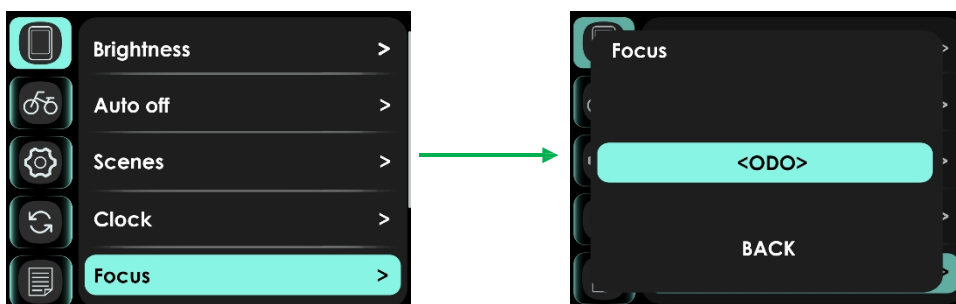 Brightness >
Auto off >
Scenes >
Clock >
Focus >
Focus
<ODO>
BACK